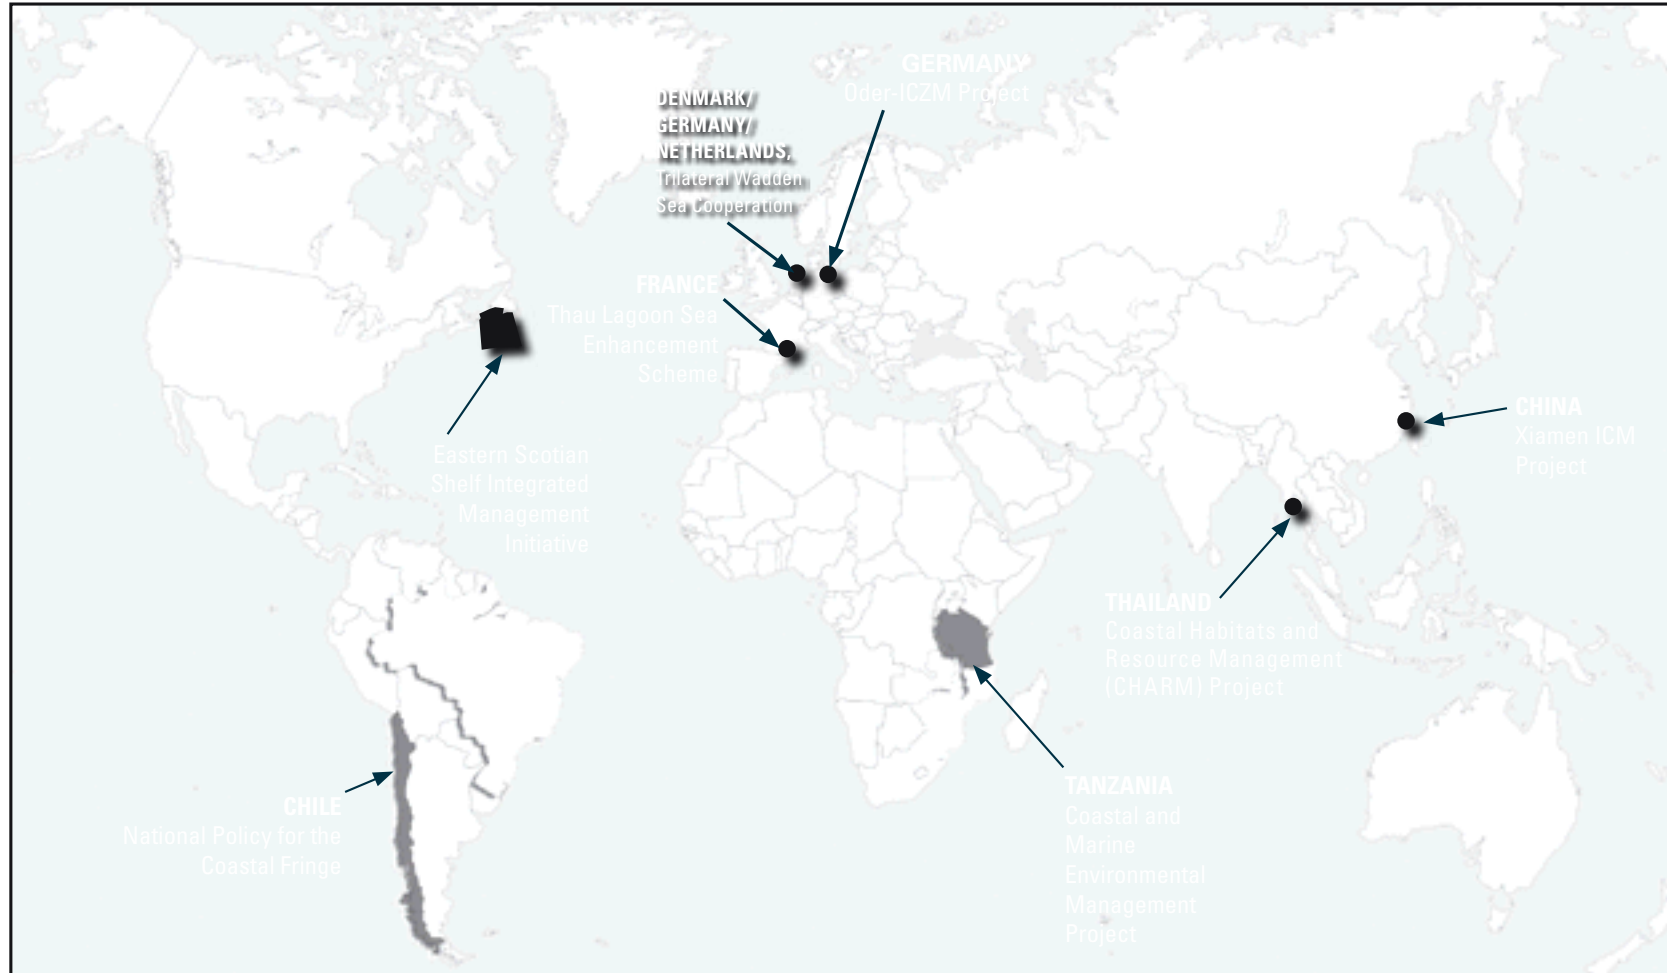 GERMANY
Oder-ICZM Project
DENMARK/
GERMANY/
NETHERLANDS,
Trilateral Wadden
Sea Cooperation
FRANCE
Thau Lagoon Sea
Enhancement
Scheme
Eastern Scotian
Shelf Integrated
Management
Initiative
CHINA
Xiamen ICM
Project
THAILAND
Coastal Habitats and
Resource Management
(CHARM) Project
TANZANIA
Coastal and
Marine
Environmental
Management
Project
CHILE
National Policy for the
Coastal Fringe